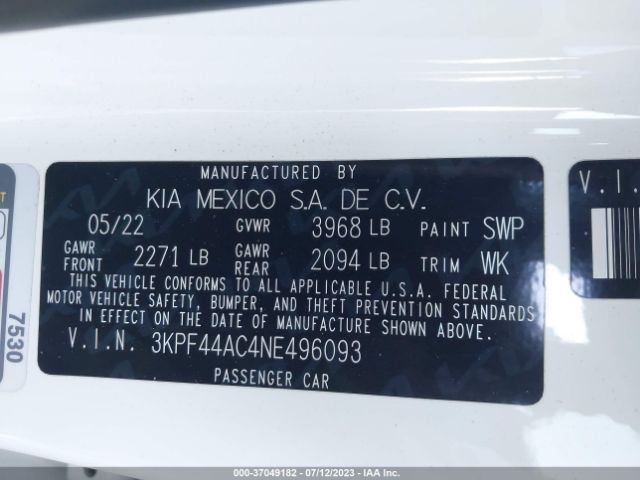 MANUFACTURED BY
KIA MEXICO S.A. DE C.V.
05/22 GVWR 3968 LB PAINT SWP
GAWR FRONT 2271 LB GAWR REAR 2094 LB TRIM WK
THIS VEHICLE CONFORMS TO ALL APPLICABLE U.S.A. FEDERAL
MOTOR VEHICLE SAFETY, BUMPER, AND THEFT PREVENTION STANDARDS
IN EFFECT ON THE DATE OF MANUFACTURE SHOWN ABOVE.
V.I.N. 3KPF44AC4NE496093
PASSENGER CAR
7530
V.I.
000-37049182 - 07/12/2023 - IAA Inc.